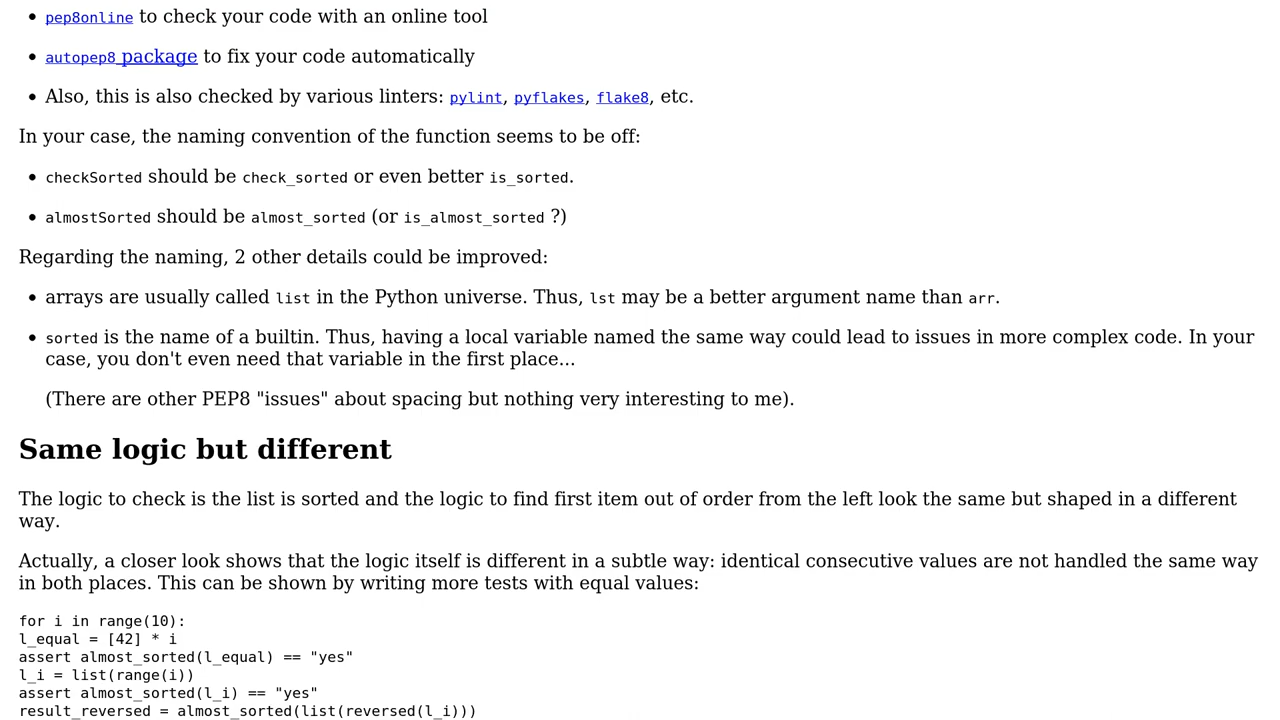 • pep8online to check your code with an online tool
• autopep8 package to fix your code automatically
• Also, this is also checked by various linters: pylint, pyflakes, flake8, etc.
In your case, the naming convention of the function seems to be off:
• checkSorted should be check_sorted or even better is_sorted.
• almostSorted should be almost_sorted (or is_almost_sorted ?)
Regarding the naming, 2 other details could be improved:
• arrays are usually called list in the Python universe. Thus, lst may be a better argument name than arr.
• sorted is the name of a builtin. Thus, having a local variable named the same way could lead to issues in more complex code. In your
case, you don't even need that variable in the first place...
(There are other PEP8 "issues" about spacing but nothing very interesting to me).
Same logic but different
The logic to check is the list is sorted and the logic to find first item out of order from the left look the same but shaped in a different
way.
Actually, a closer look shows that the logic itself is different in a subtle way: identical consecutive values are not handled the same way
in both places. This can be shown by writing more tests with equal values:
for i in range(10):
l_equal = [42] * i
assert almost_sorted(l_equal) == "yes"
l_i = list(range(i))
assert almost_sorted(l_i) == "yes"
result_reversed = almost_sorted(list(reversed(l_i)))